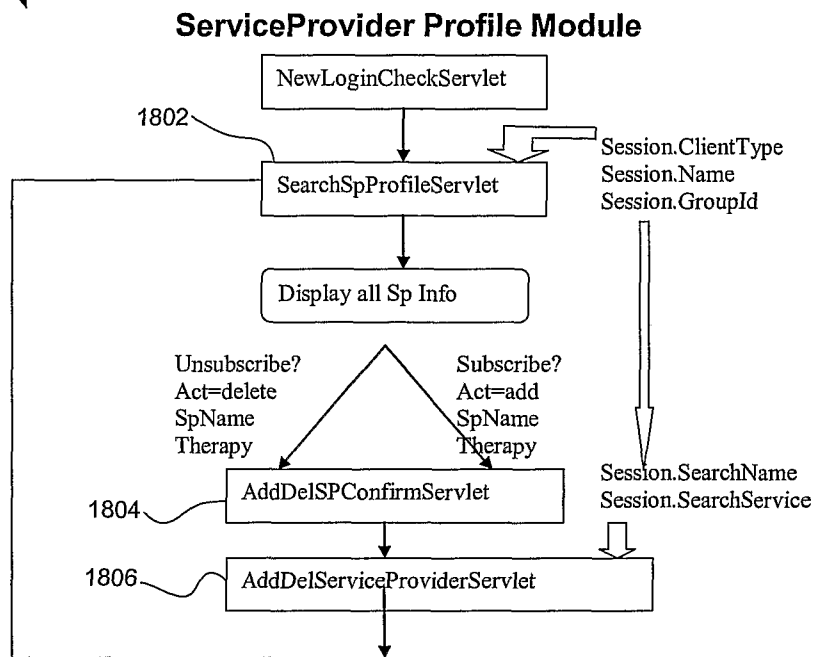 ServiceProvider Profile Module
NewLoginCheckServlet
1802
Session.ClientType
Session.Name
Session.GroupId
SearchSpProfileServlet
Display all Sp Info
Unsubscribe?
Act=delete
SpName
Therapy
Subscribe?
Act=add
SpName
Therapy
Session.SearchName
Session.SearchService
1804
AddDelSPConfirmServlet
1806
AddDelServiceProviderServlet